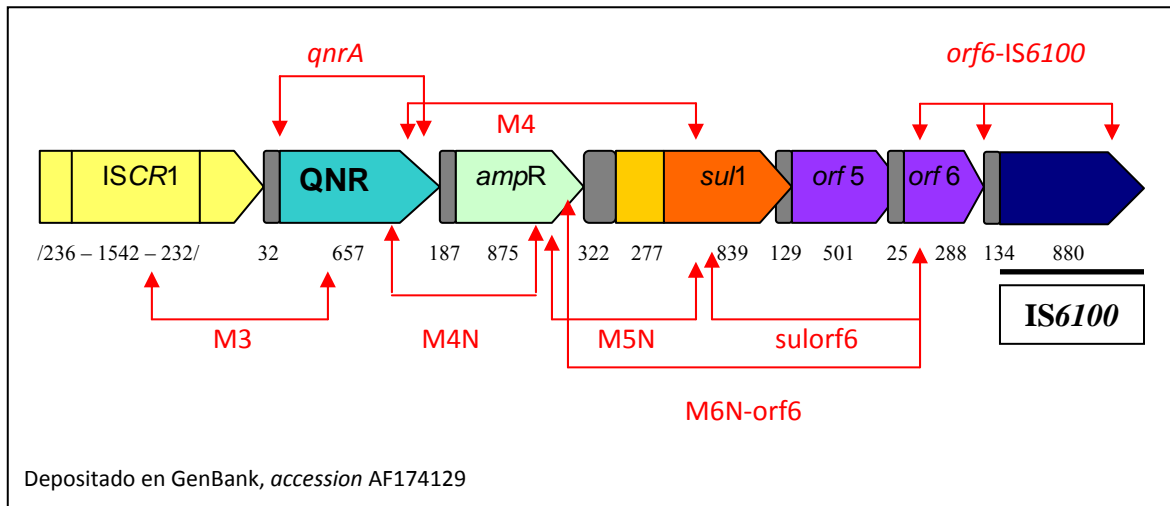 qnrA
orf6-IS6100
M4
ISCR1
QNR
ampR
sul1
orf 5
orf 6
/236 – 1542 – 232/ 32 657 187 875 322 277 839 129 501 25 288 134 880
IS6100
M3
M4N
M5N
sulorf6
M6N-orf6
Depositado en GenBank, accession AF174129